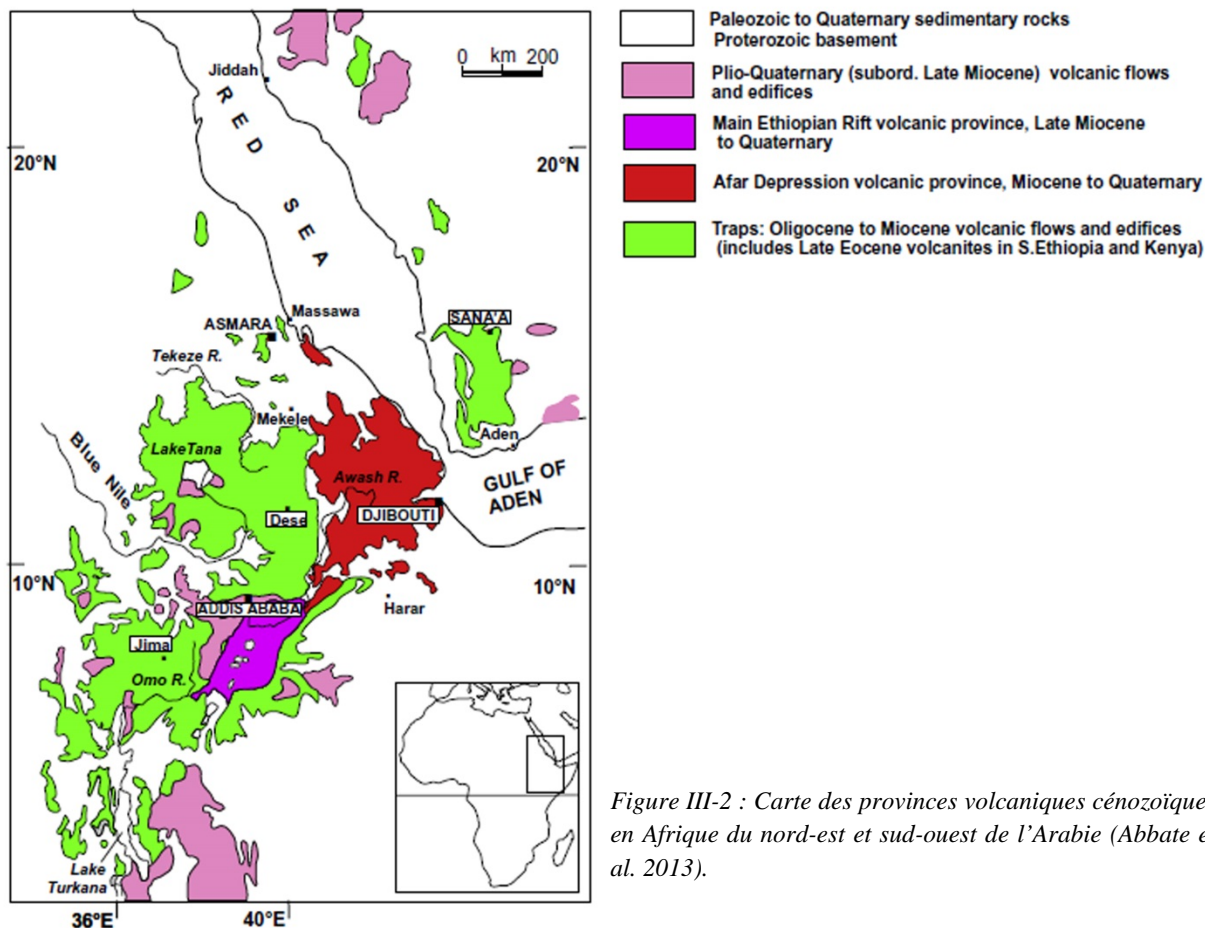 Jiddah
0 km 200
RED SEA
20°N
20°N
Massawa
ASMARA
SANA'A
Tekeze R.
Mekele
Aden
Lake Tana
Blue Nile
Awash R.
GULF OF
ADEN
Dese
DJIBOUTI
10°N
10°N
ADDIS ABABA
Harar
Jima
Omo R.
Lake
Turkana
36°E
40°E
Paleozoic to Quaternary sedimentary rocks
Proterozoic basement
Plio-Quaternary (subord. Late Miocene) volcanic flows
and edifices
Main Ethiopian Rift volcanic province, Late Miocene
to Quaternary
Afar Depression volcanic province, Miocene to Quaternary
Traps: Oligocene to Miocene volcanic flows and edifices
(includes Late Eocene volcanites in S.Ethiopia and Kenya)
Figure III-2 : Carte des provinces volcaniques cénozoïque
en Afrique du nord-est et sud-ouest de l'Arabie (Abbate e
al. 2013).